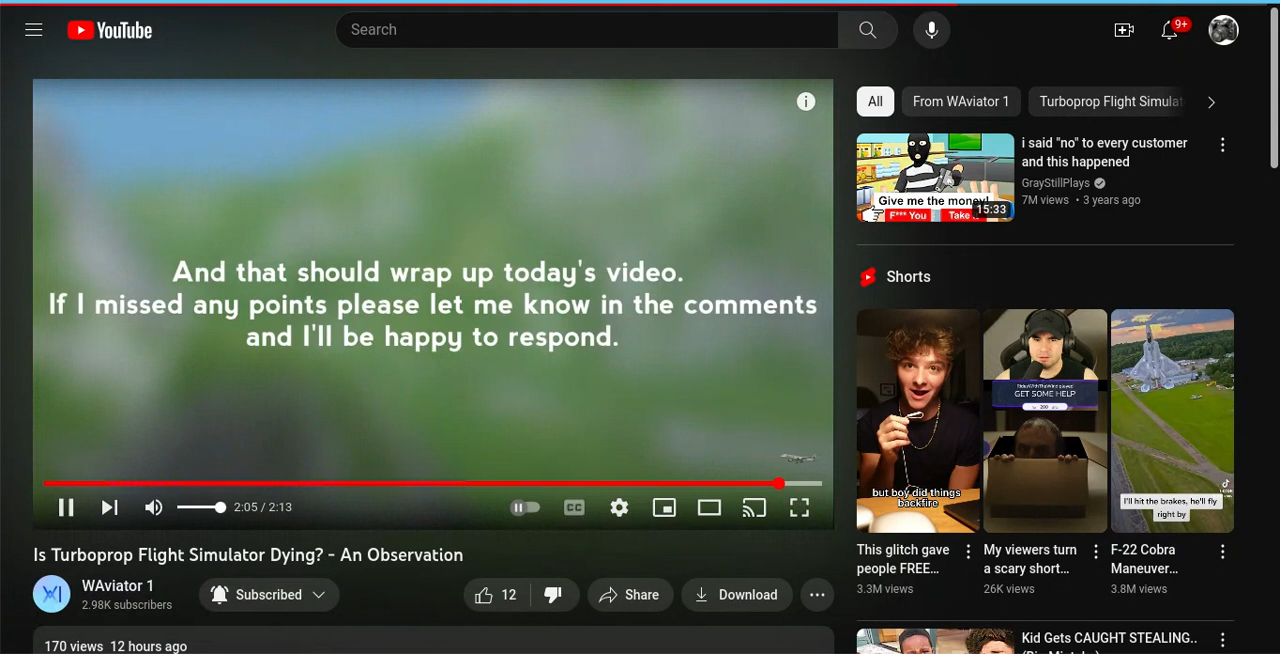 YouTube
Search
9+
All
From WAviator 1
Turboprop Flight Simulat
And that should wrap up today's video.
If I missed any points please let me know in the comments
and I'll be happy to respond.
2:05 / 2:13
CC
Is Turboprop Flight Simulator Dying? - An Observation
WAviator 1
2.98K subscribers
Subscribed
12
Share
Download
170 views 12 hours ago
Give me the money!
F*** You
Take
15:33
i said "no" to every customer
and this happened
GrayStillPlays
7M views • 3 years ago
Shorts
but boy did things
backfire
This glitch gave
people FREE...
3.3M views
GET SOME HELP
200
My viewers turn
a scary short...
26K views
I'll hit the brakes, he'll fly
right by
F-22 Cobra
Maneuver...
3.8M views
Kid Gets CAUGHT STEALING..